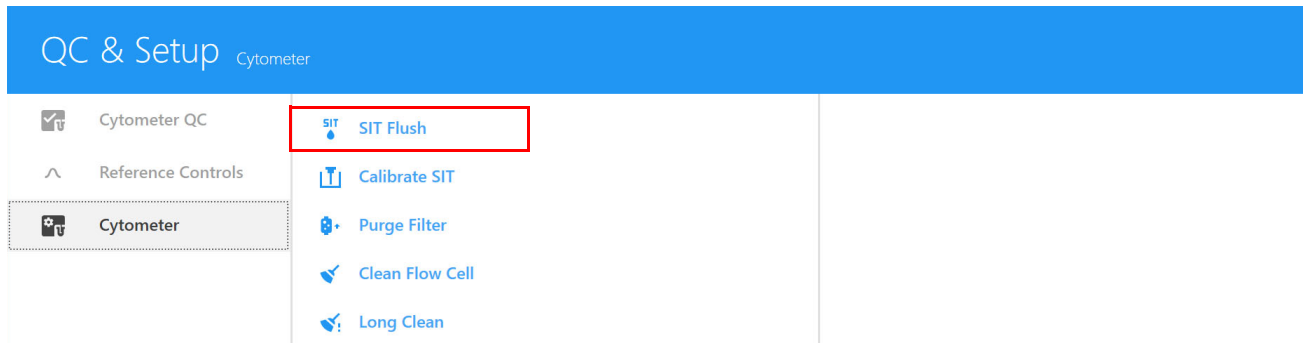 QC & Setup Cytometer
Cytometer QC
Reference Controls
Cytometer
SIT
SIT Flush
Calibrate SIT
Purge Filter
Clean Flow Cell
Long Clean